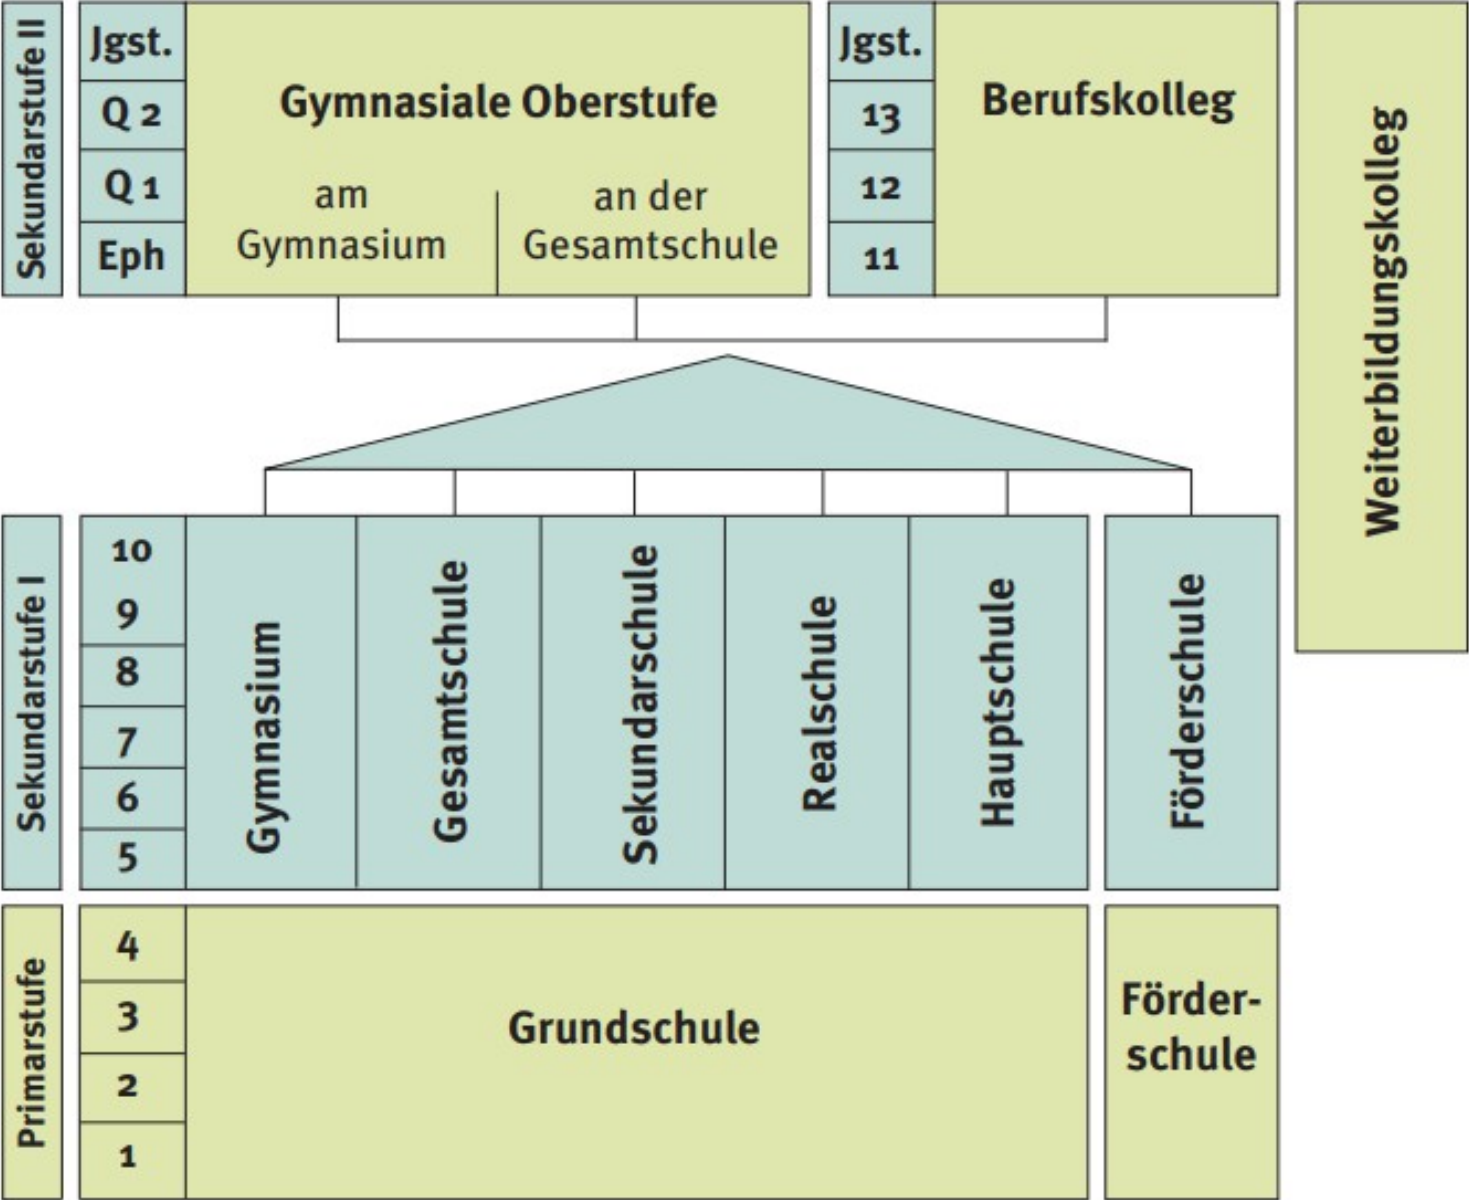 Sekundarstufe II
Jgst.
Q 2
Q 1
Eph
Gymnasiale Oberstufe
am
Gymnasium
an der
Gesamtschule
Jgst.
13
12
11
Berufskolleg
Weiterbildungskolleg
Sekundarstufe I
10
9
8
7
6
5
Gymnasium
Gesamtschule
Sekundarschule
Realschule
Hauptschule
Förderschule
Primarstufe
4
3
2
1
Grundschule
Förder-
schule